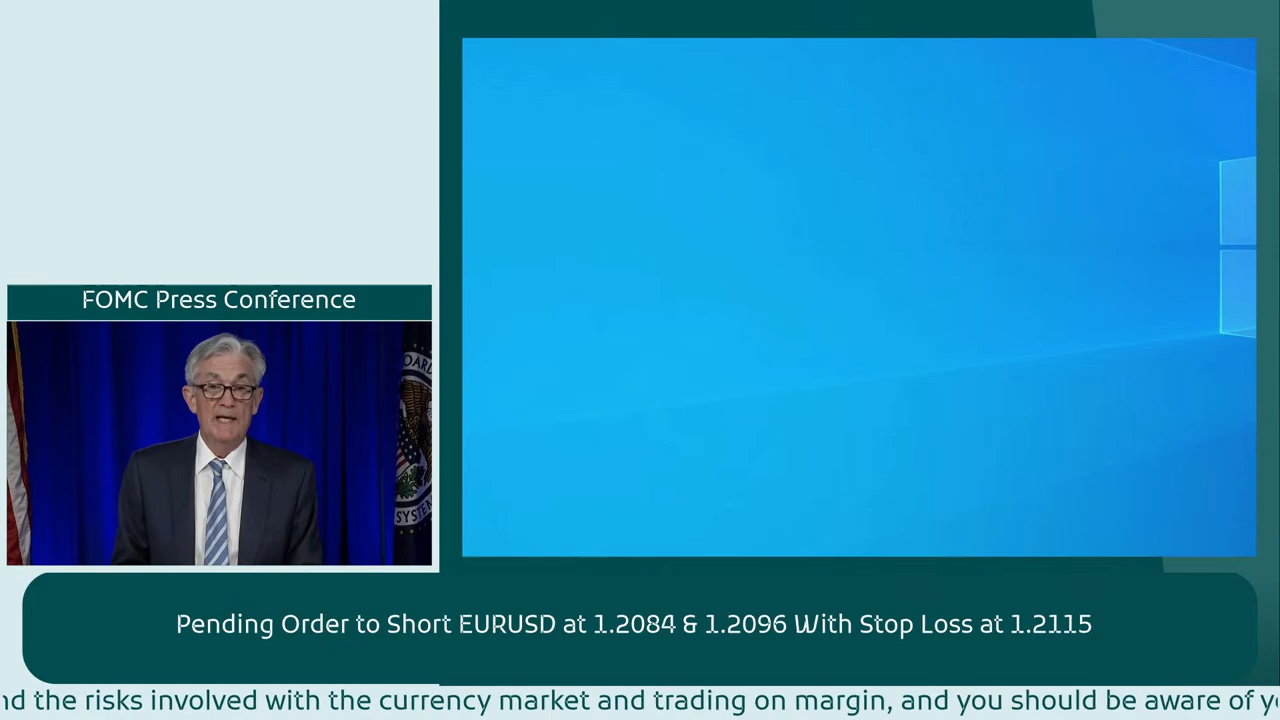 FOMC Press Conference
Pending Order to Short EURUSD at 1.2084 & 1.2096 With Stop Loss at 1.2115
the risks involved with the currency market and trading on margin, and you should be aware of